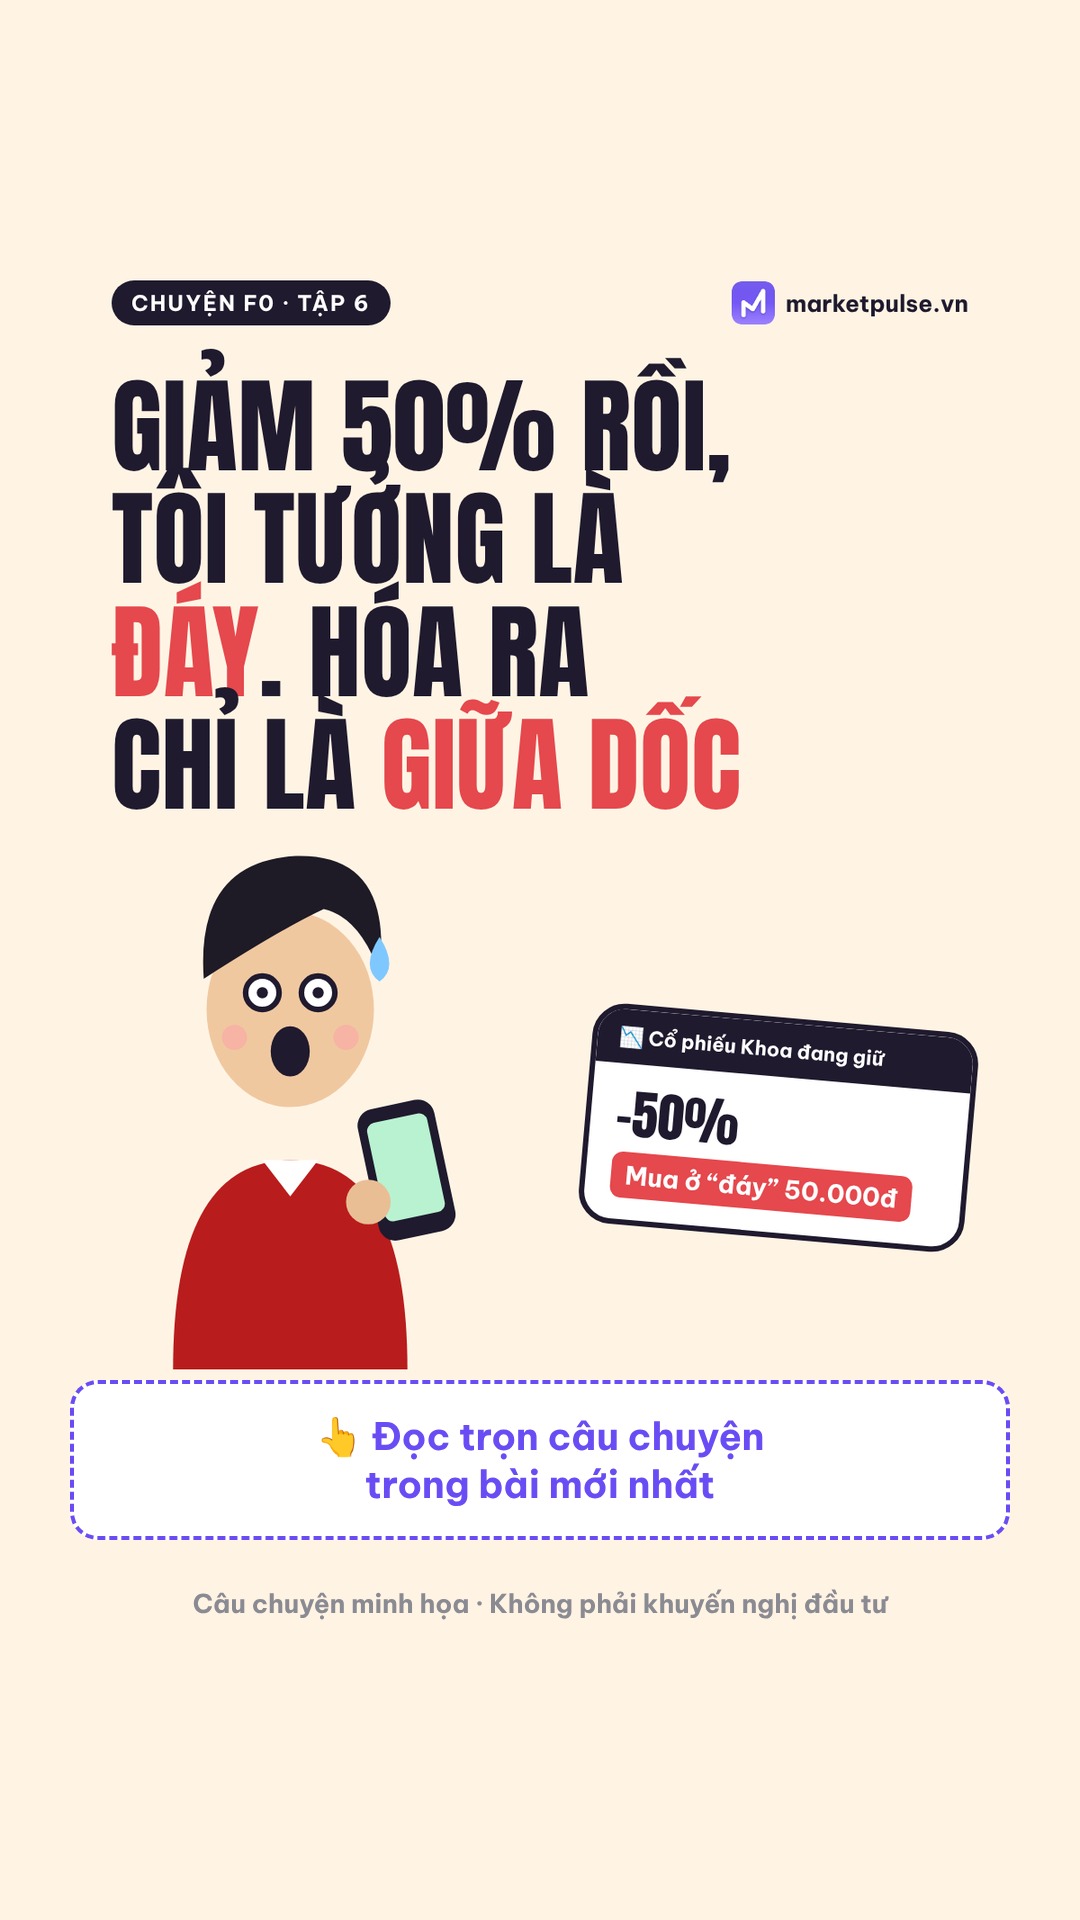 CHUYỆN F0 · TẬP 6
marketpulse.vn
GIẢM 50% RỒI,
TÔI TƯỞNG LÀ
ĐÁY. HÓA RA
CHỈ LÀ GIỮA DỐC
Cổ phiếu Khoa đang giữ
-50%
Mua ở “đáy” 50.000đ
👆 Đọc trọn câu chuyện
trong bài mới nhất
Câu chuyện minh họa · Không phải khuyến nghị đầu tư